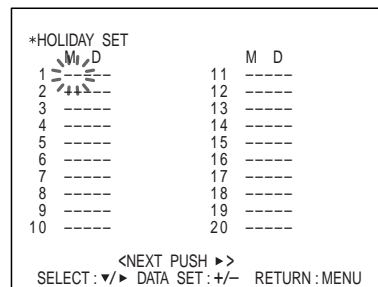 *HOLIDAY SET
M D M D
1 ----- 11 -----
2 ----- 12 -----
3 ----- 13 -----
4 ----- 14 -----
5 ----- 15 -----
6 ----- 16 -----
7 ----- 17 -----
8 ----- 18 -----
9 ----- 19 -----
10 ----- 20 -----
<NEXT PUSH ►>
SELECT : ▼/► DATA SET : +/– RETURN : MENU